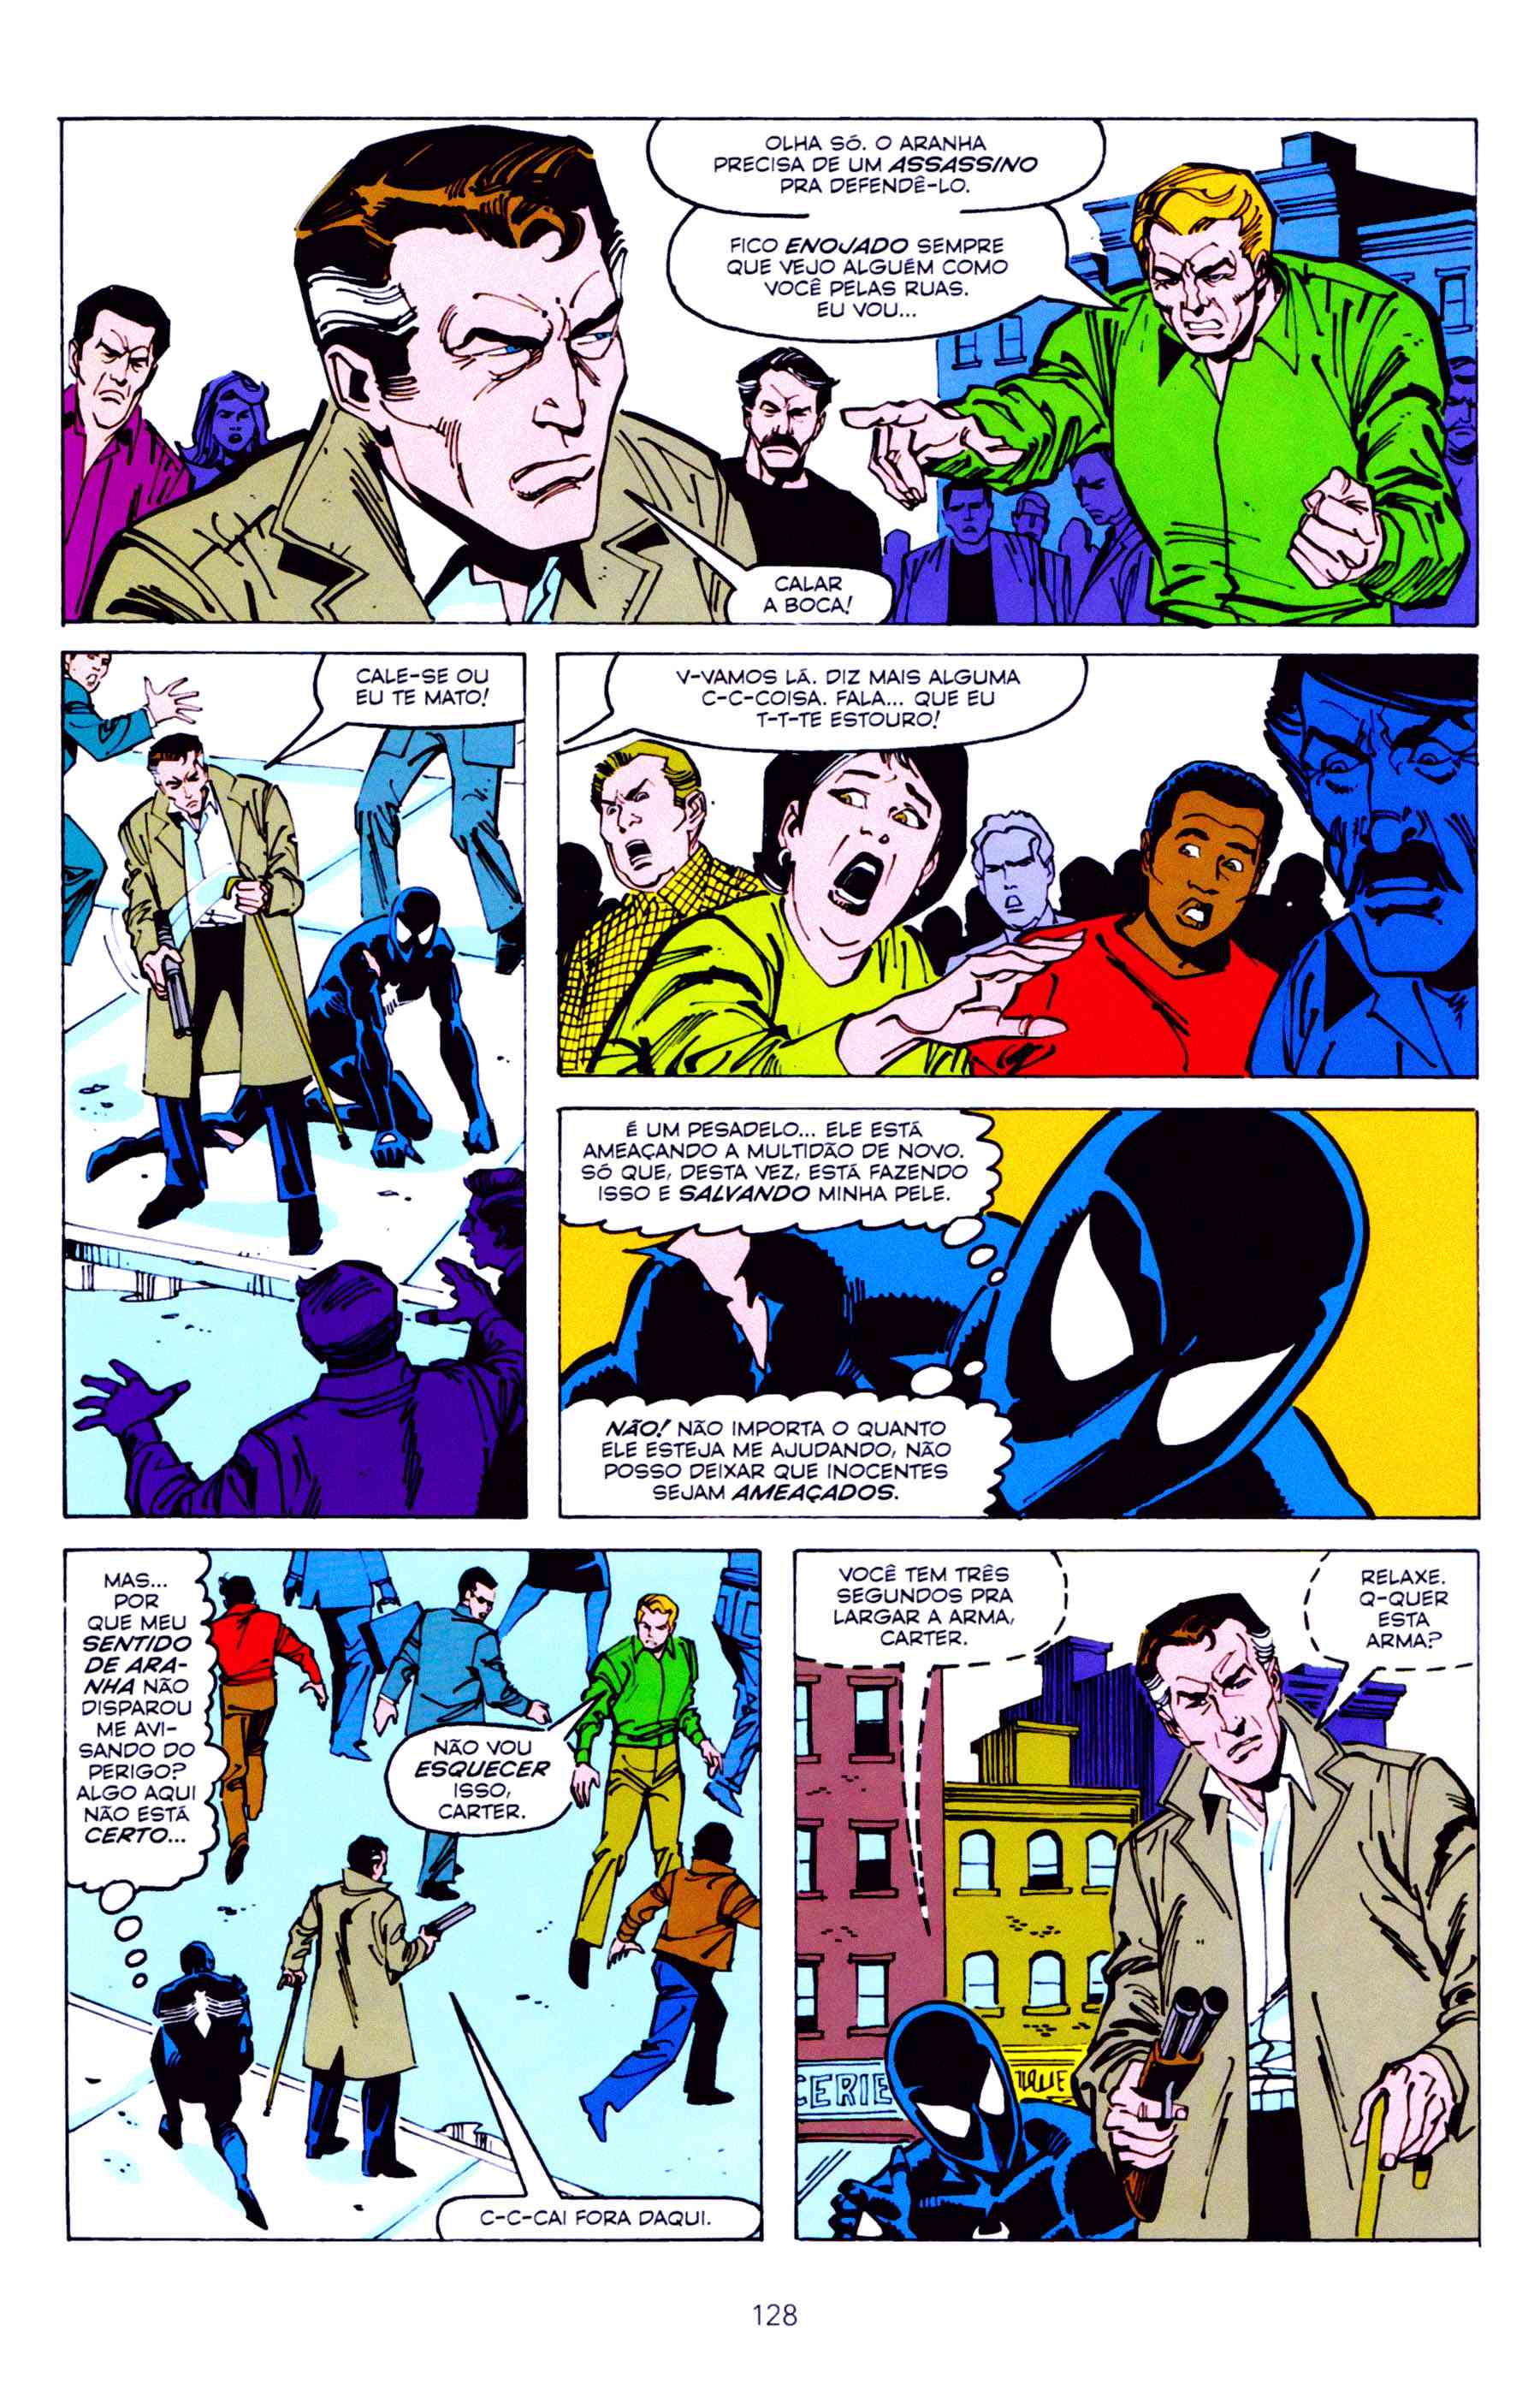 OLHA SÓ. O ARANHA
PRECISA DE UM ASSASSINO
PRA DEFENDÊ-LO.
FICO ENOJADO SEMPRE
QUE VEJO ALGUÉM COMO
VOCÊ PELAS RUAS.
EU VOU...
CALAR
A BOCA!
CALE-SE OU
EU TE MATO!
V-VAMOS LÁ. DIZ MAIS ALGUMA
C-C-COISA. FALA... QUE EU
T-T-TE ESTOURO!
É UM PESADELO... ELE ESTÁ
AMEAÇANDO A MULTIDÃO DE NOVO.
SÓ QUE, DESTA VEZ, ESTÁ FAZENDO
ISSO E SALVANDO MINHA PELE.
NÃO! NÃO IMPORTA O QUANTO
ELE ESTEJA ME AJUDANDO, NÃO
POSSO DEIXAR QUE INOCENTES
SEJAM AMEAÇADOS.
MAS...
POR
QUE MEU
SENTIDO
DE ARA-
NHA NÃO
DISPAROU
ME AVI-
SANDO DO
PERIGO?
ALGO AQUI
NÃO ESTÁ
CERTO...
NÃO VOU
ESQUECER
ISSO,
CARTER.
C-C-CAI FORA DAQUI.
VOCÊ TEM TRÊS
SEGUNDOS PRA
LARGAR A ARMA,
CARTER.
RELAXE.
Q-QUER
ESTA
ARMA?
CERIE
128